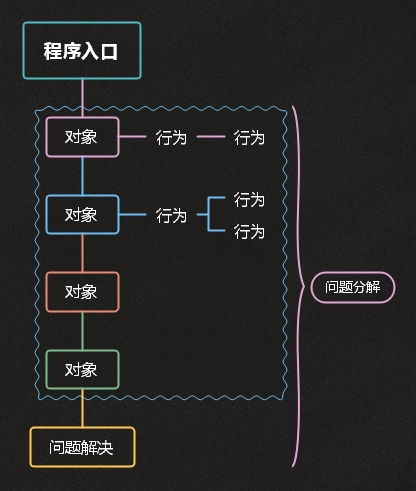 程序入口
对象 行为 行为
对象 行为 行为
行为
对象
问题分解
对象
问题解决